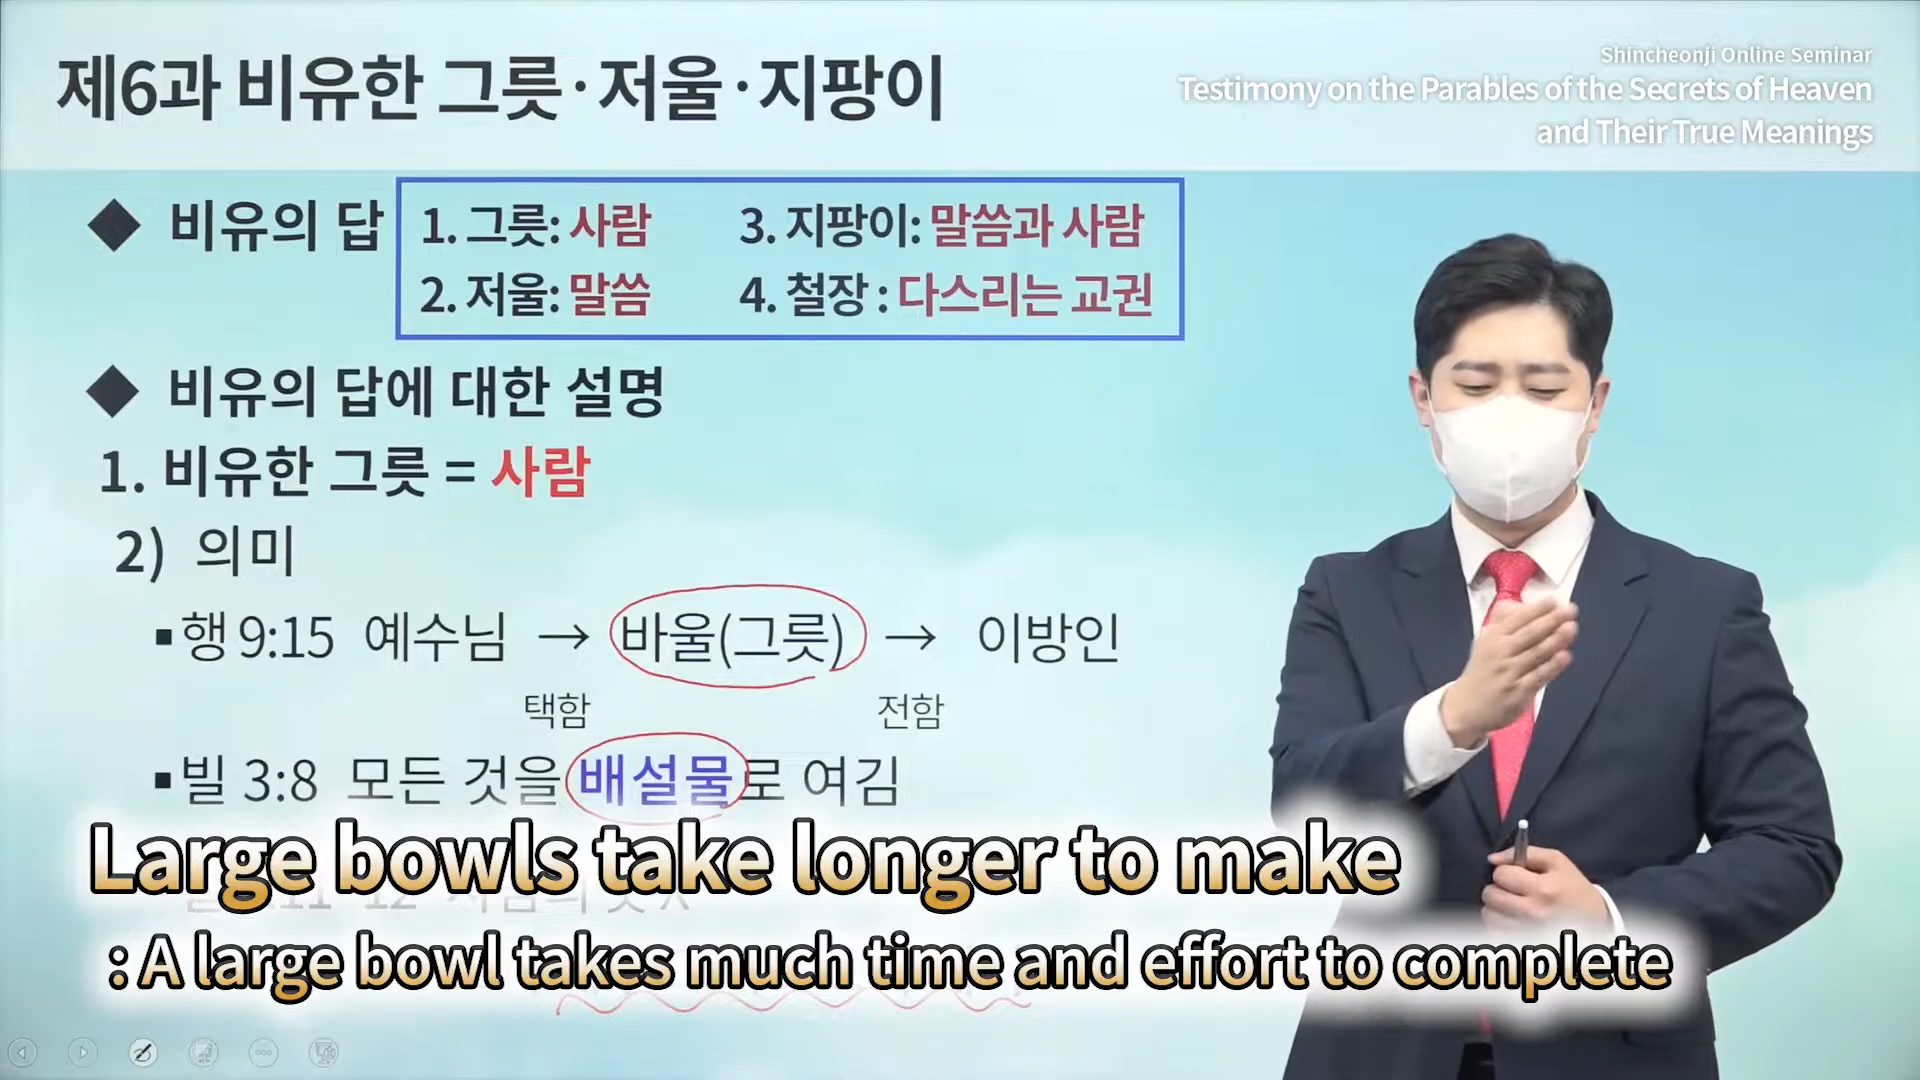 제6과 비유한 그릇·저울·지팡이
Shincheonji Online Seminar
Testimony on the Parables of the Secrets of Heaven
and Their True Meanings
◆ 비유의 답
1. 그릇: 사람
3. 지팡이: 말씀과 사람
2. 저울: 말씀
4. 철장 : 다스리는 교권
◆ 비유의 답에 대한 설명
1. 비유한 그릇 = 사람
2) 의미
▪행 9:15 예수님 → 바울(그릇) → 이방인
택함
전함
▪빌 3:8 모든 것을 배설물로 여김
Large bowls take longer to make
: A large bowl takes much time and effort to complete